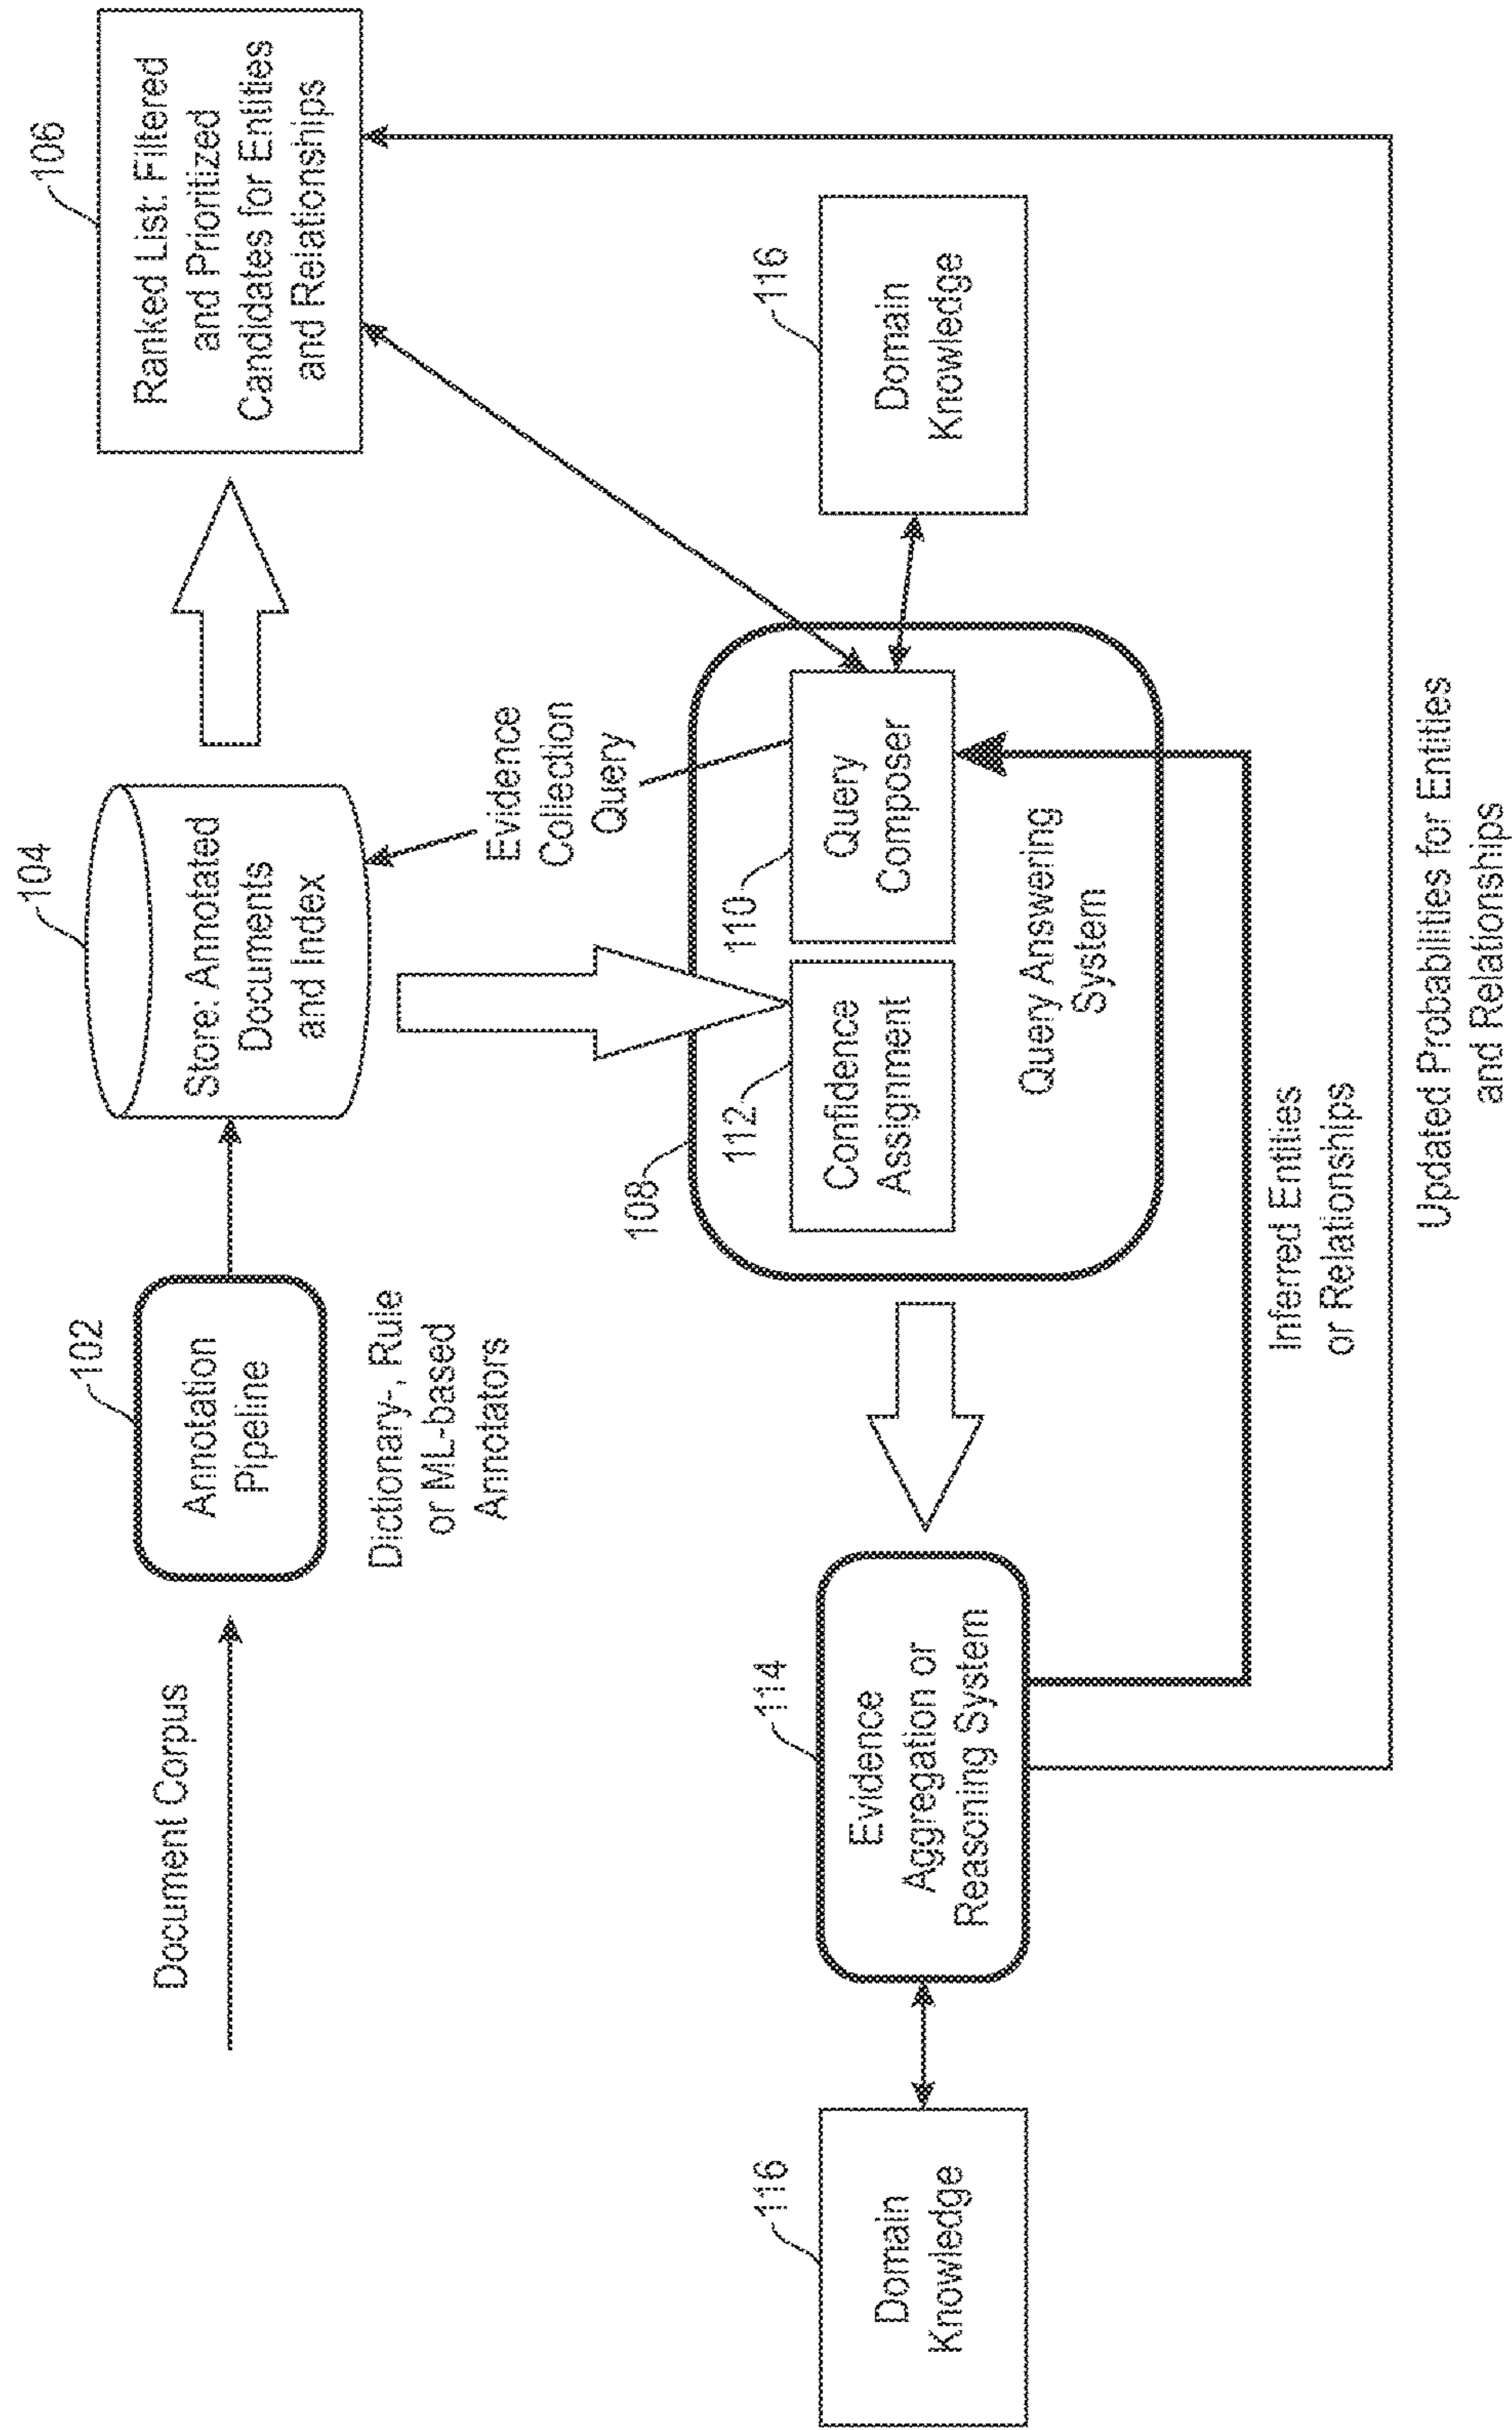 Document Corpus
102
Annotation
Pipeline
Dictionary-, Rule
or ML-based
Annotators
104
Store: Annotated
Documents
and Index
106
Ranked List: Filtered
and Prioritized
Candidates for Entities
and Relationships
Evidence
Collection
Query
116
Domain
Knowledge
114
Evidence
Aggregation or
Reasoning System
108
112
Confidence
Assignment
110
Query
Composer
Query Answering
System
116
Domain
Knowledge
Inferred Entities
or Relationships
Updated Probabilities for Entities
and Relationships